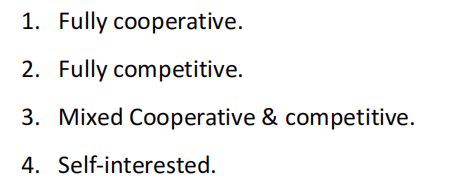 1. Fully cooperative.
2. Fully competitive.
3. Mixed Cooperative & competitive.
4. Self-interested.